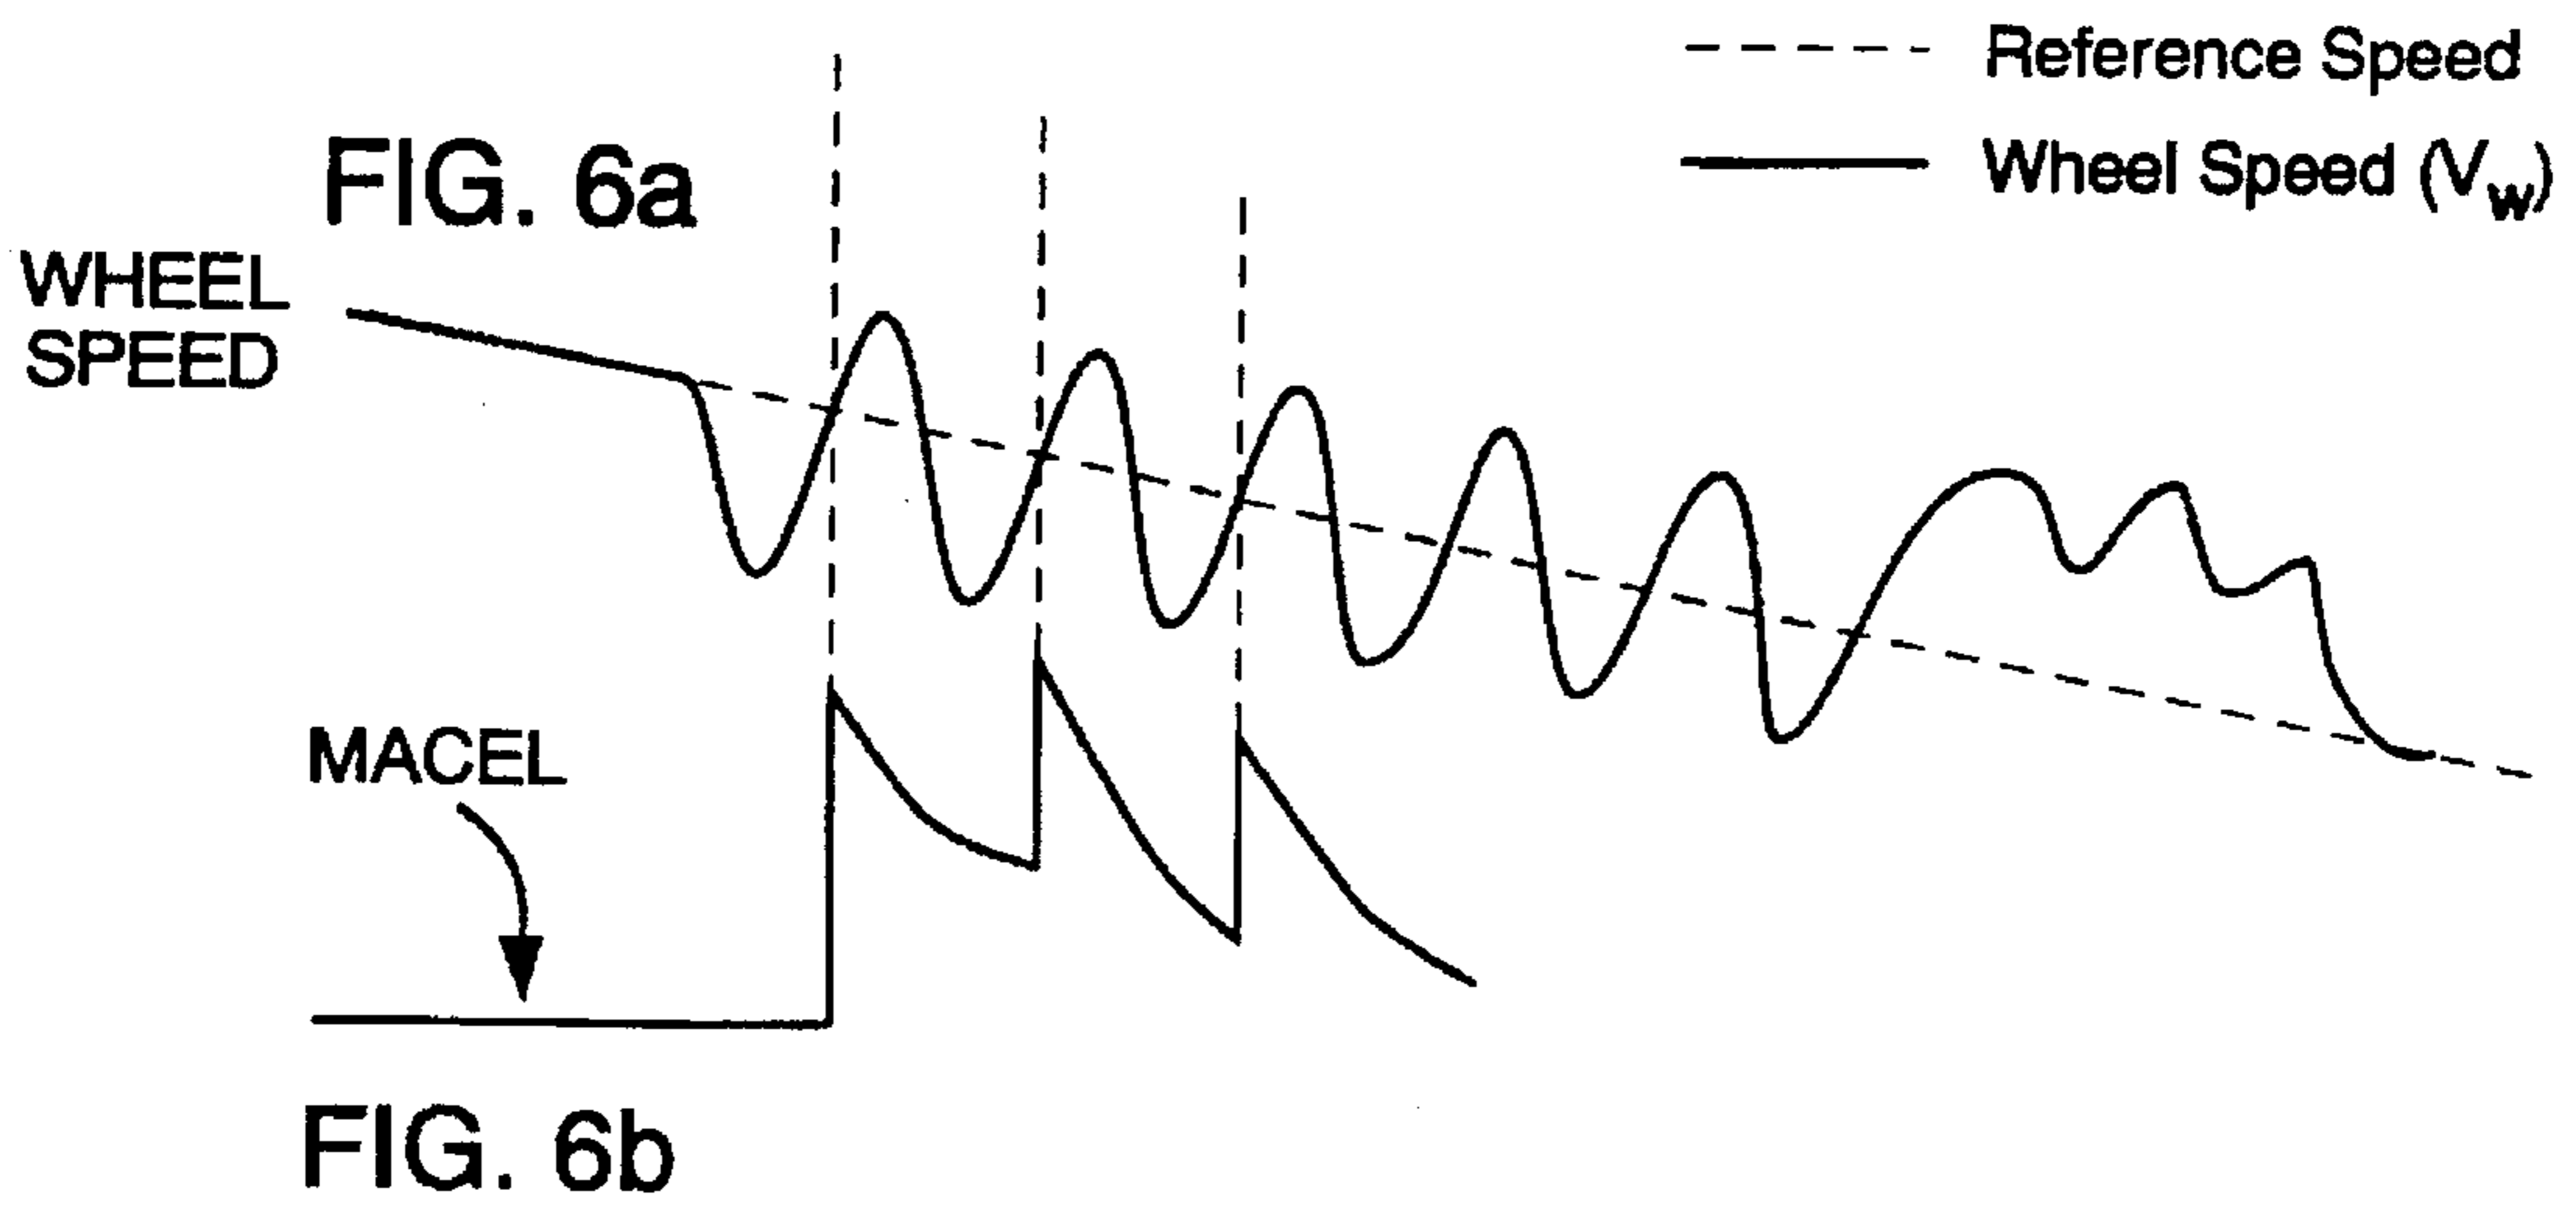 Reference Speed
Wheel Speed (Vw)
FIG. 6a
WHEEL
SPEED
MACEL
FIG. 6b